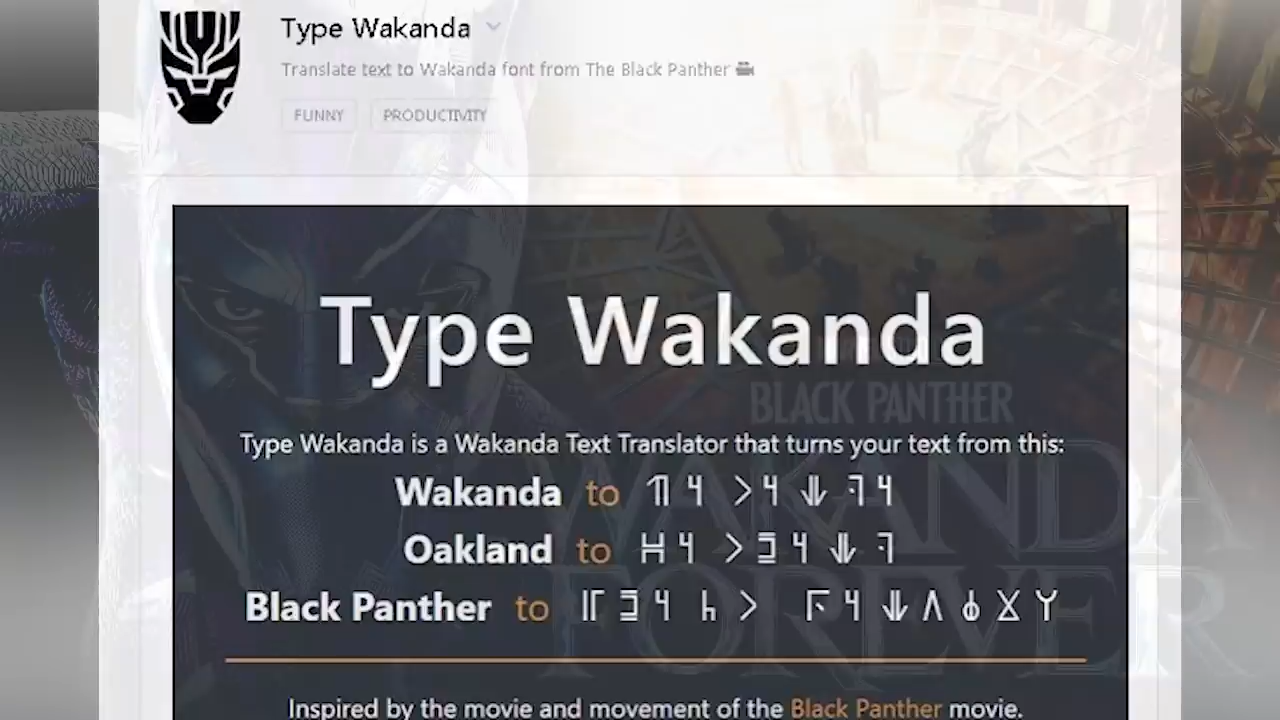 Type Wakanda
Translate text to Wakanda font from The Black Panther
FUNNY PRODUCTIVITY
Type Wakanda
BLACK PANTHER
Type Wakanda is a Wakanda Text Translator that turns your text from this:
Wakanda to
Oakland to
Black Panther to
WAKANDA
FOREVER
Inspired by the movie and movement of the Black Panther movie.